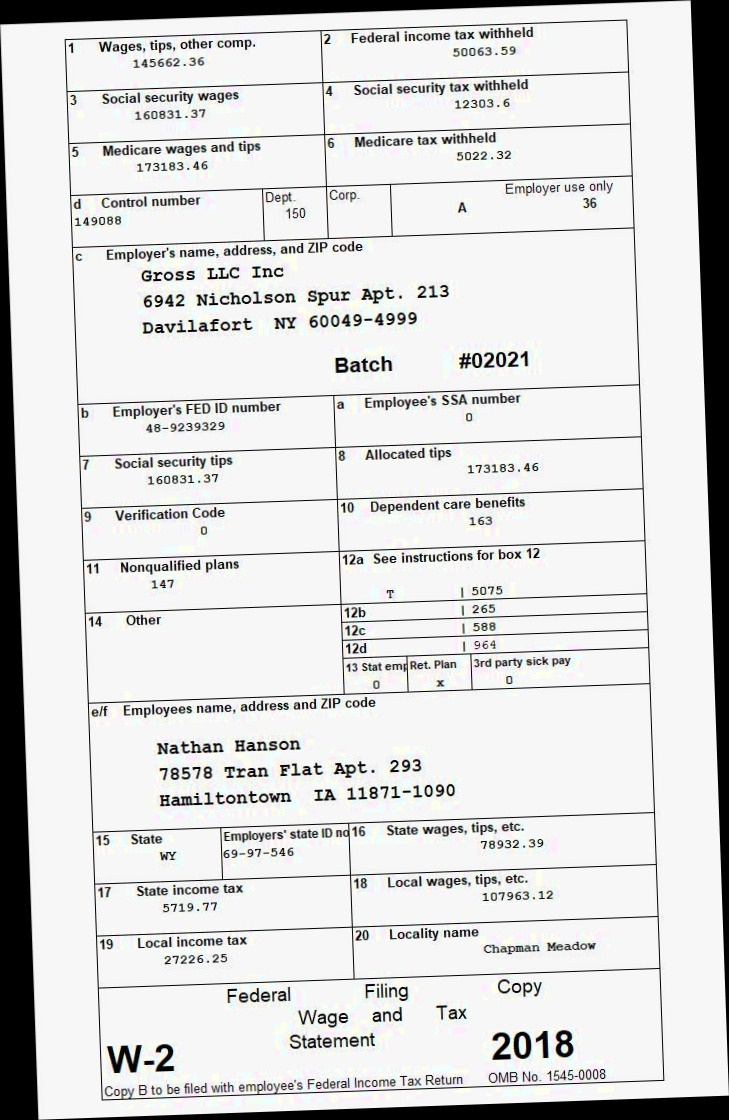 1 Wages, tips, other comp. 2 Federal income tax withheld
145662.36 50063.59
3 Social security wages 4 Social security tax withheld
160831.37 12303.6
5 Medicare wages and tips 6 Medicare tax withheld
173183.46 5022.32
d Control number Dept. Corp. Employer use only
149088 150 A 36
c Employer's name, address, and ZIP code
Gross LLC Inc
6942 Nicholson Spur Apt. 213
Davilafort NY 60049-4999
Batch #02021
b Employer's FED ID number a Employee's SSA number
48-9239329 0
7 Social security tips 8 Allocated tips
160831.37 173183.46
9 Verification Code 10 Dependent care benefits
0 163
11 Nonqualified plans 12a See instructions for box 12
147 T | 5075
14 Other 12b | 265
12c | 588
12d | 964
13 Stat emp Ret. Plan 3rd party sick pay
0 x 0
e/f Employees name, address and ZIP code
Nathan Hanson
78578 Tran Flat Apt. 293
Hamiltontown IA 11871-1090
15 State Employers' state ID no 16 State wages, tips, etc.
WY 69-97-546 78932.39
17 State income tax 18 Local wages, tips, etc.
5719.77 107963.12
19 Local income tax 20 Locality name
27226.25 Chapman Meadow
Federal Filing Copy
Wage and Tax
W-2 Statement 2018
Copy B to be filed with employee's Federal Income Tax Return OMB No. 1545-0008